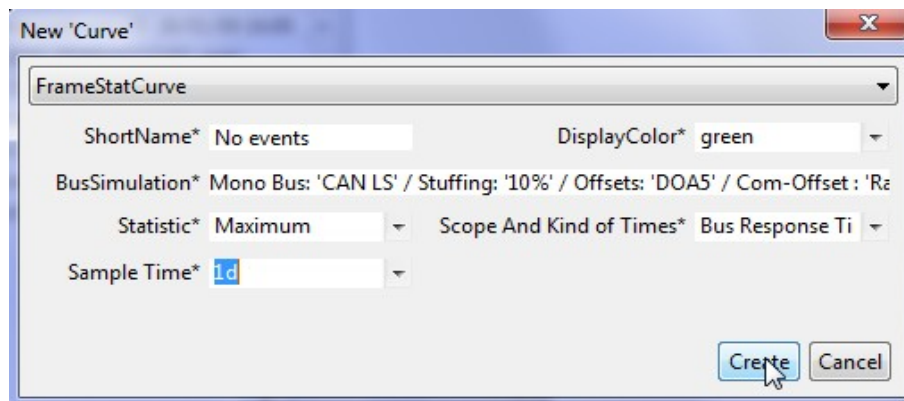 New 'Curve'
FrameStatCurve
ShortName* No events DisplayColor* green
BusSimulation* Mono Bus: 'CAN LS' / Stuffing: '10%' / Offsets: 'DOA5' / Com-Offset : 'Ra
Statistic* Maximum Scope And Kind of Times* Bus Response Ti
Sample Time* 1d
Create Cancel